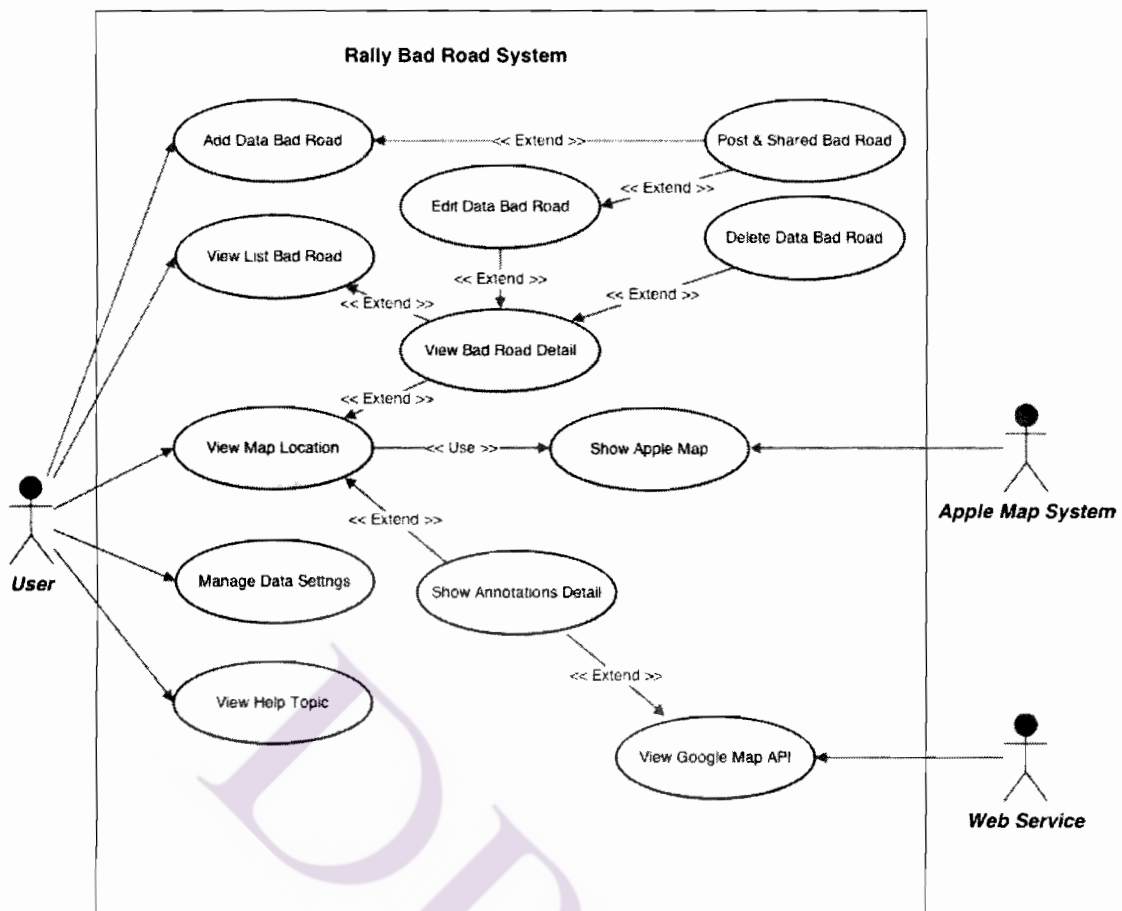 Rally Bad Road System
Add Data Bad Road
<< Extend >>
Post & Shared Bad Road
<< Extend >>
Edit Data Bad Road
Delete Data Bad Road
View List Bad Road
<< Extend >>
<< Extend >>
<< Extend >>
View Bad Road Detail
<< Extend >>
View Map Location
<< Use >>
Show Apple Map
Apple Map System
<< Extend >>
User
Manage Data Settngs
Show Annotations Detail
<< Extend >>
View Help Topic
View Google Map API
Web Service